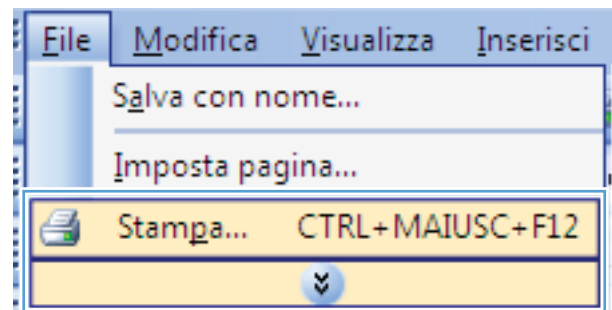 File Modifica Visualizza Inserisci
Salva con nome...
Imposta pagina...
Stampa... CTRL+MAIUSC+F12